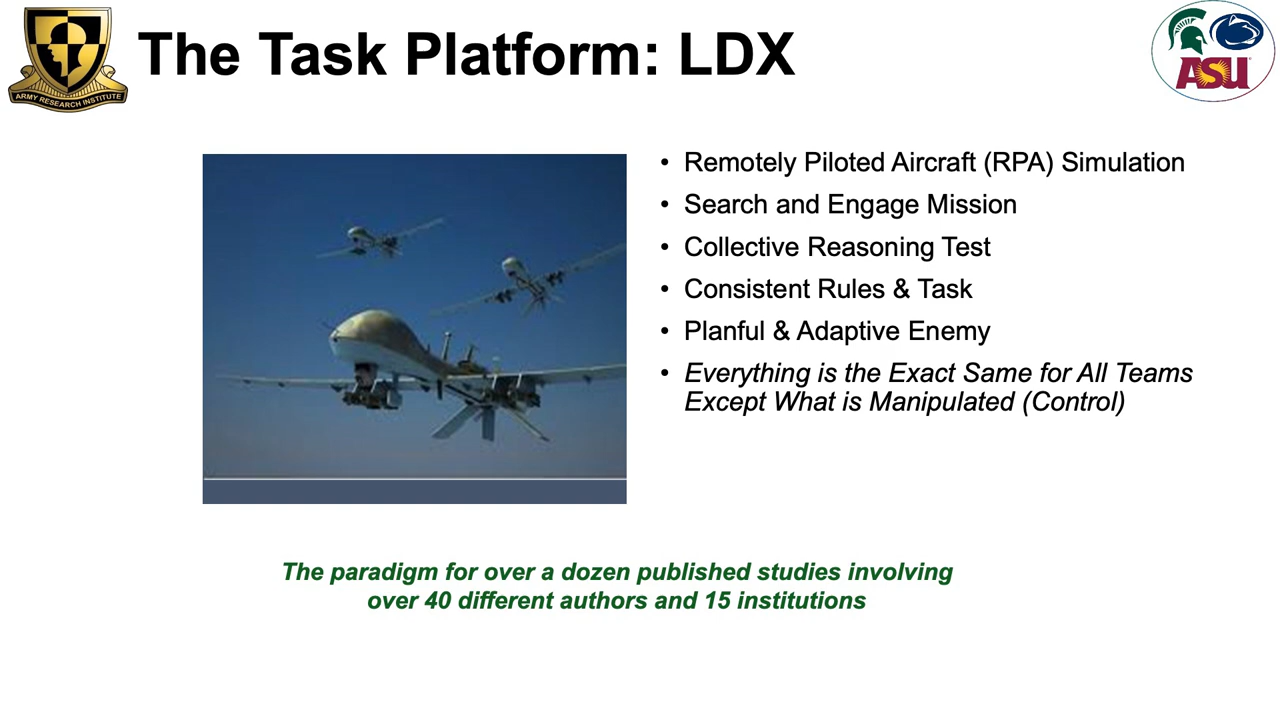 The Task Platform: LDX
ARMY RESEARCH INSTITUTE
ASU
• Remotely Piloted Aircraft (RPA) Simulation
• Search and Engage Mission
• Collective Reasoning Test
• Consistent Rules & Task
• Planful & Adaptive Enemy
• Everything is the Exact Same for All Teams
Except What is Manipulated (Control)
The paradigm for over a dozen published studies involving
over 40 different authors and 15 institutions